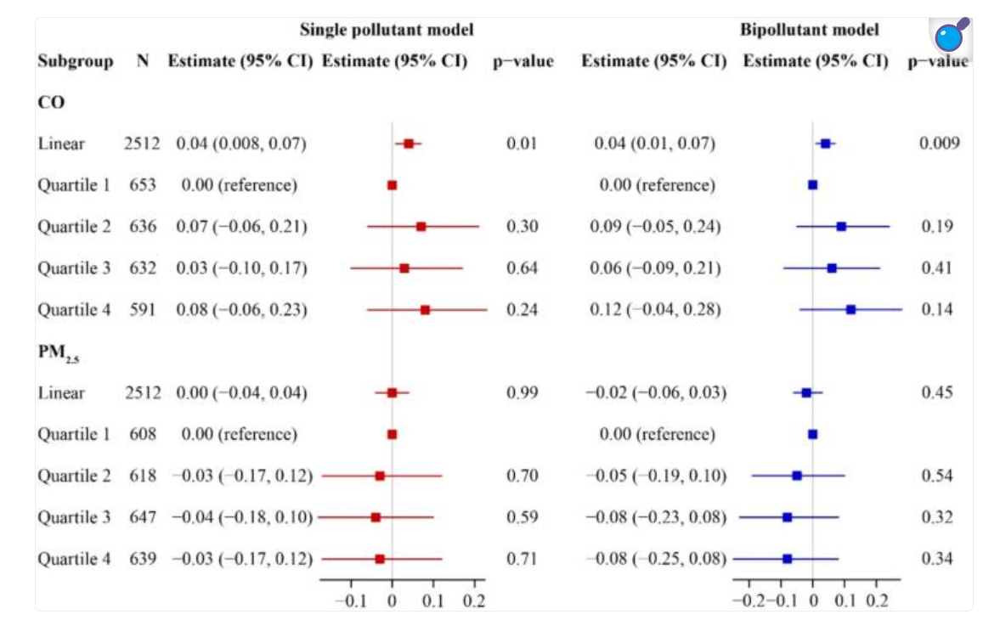 Single pollutant model Bipollutant model
Subgroup N Estimate (95% CI) Estimate (95% CI) p−value Estimate (95% CI) Estimate (95% CI) p−value
CO
Linear 2512 0.04 (0.008, 0.07) 0.01 0.04 (0.01, 0.07) 0.009
Quartile 1 653 0.00 (reference) 0.00 (reference)
Quartile 2 636 0.07 (−0.06, 0.21) 0.30 0.09 (−0.05, 0.24) 0.19
Quartile 3 632 0.03 (−0.10, 0.17) 0.64 0.06 (−0.09, 0.21) 0.41
Quartile 4 591 0.08 (−0.06, 0.23) 0.24 0.12 (−0.04, 0.28) 0.14
PM2.5
Linear 2512 0.00 (−0.04, 0.04) 0.99 −0.02 (−0.06, 0.03) 0.45
Quartile 1 608 0.00 (reference) 0.00 (reference)
Quartile 2 618 −0.03 (−0.17, 0.12) 0.70 −0.05 (−0.19, 0.10) 0.54
Quartile 3 647 −0.04 (−0.18, 0.10) 0.59 −0.08 (−0.23, 0.08) 0.32
Quartile 4 639 −0.03 (−0.17, 0.12) 0.71 −0.08 (−0.25, 0.08) 0.34
−0.1 0 0.1 0.2 −0.2 −0.1 0 0.1 0.2